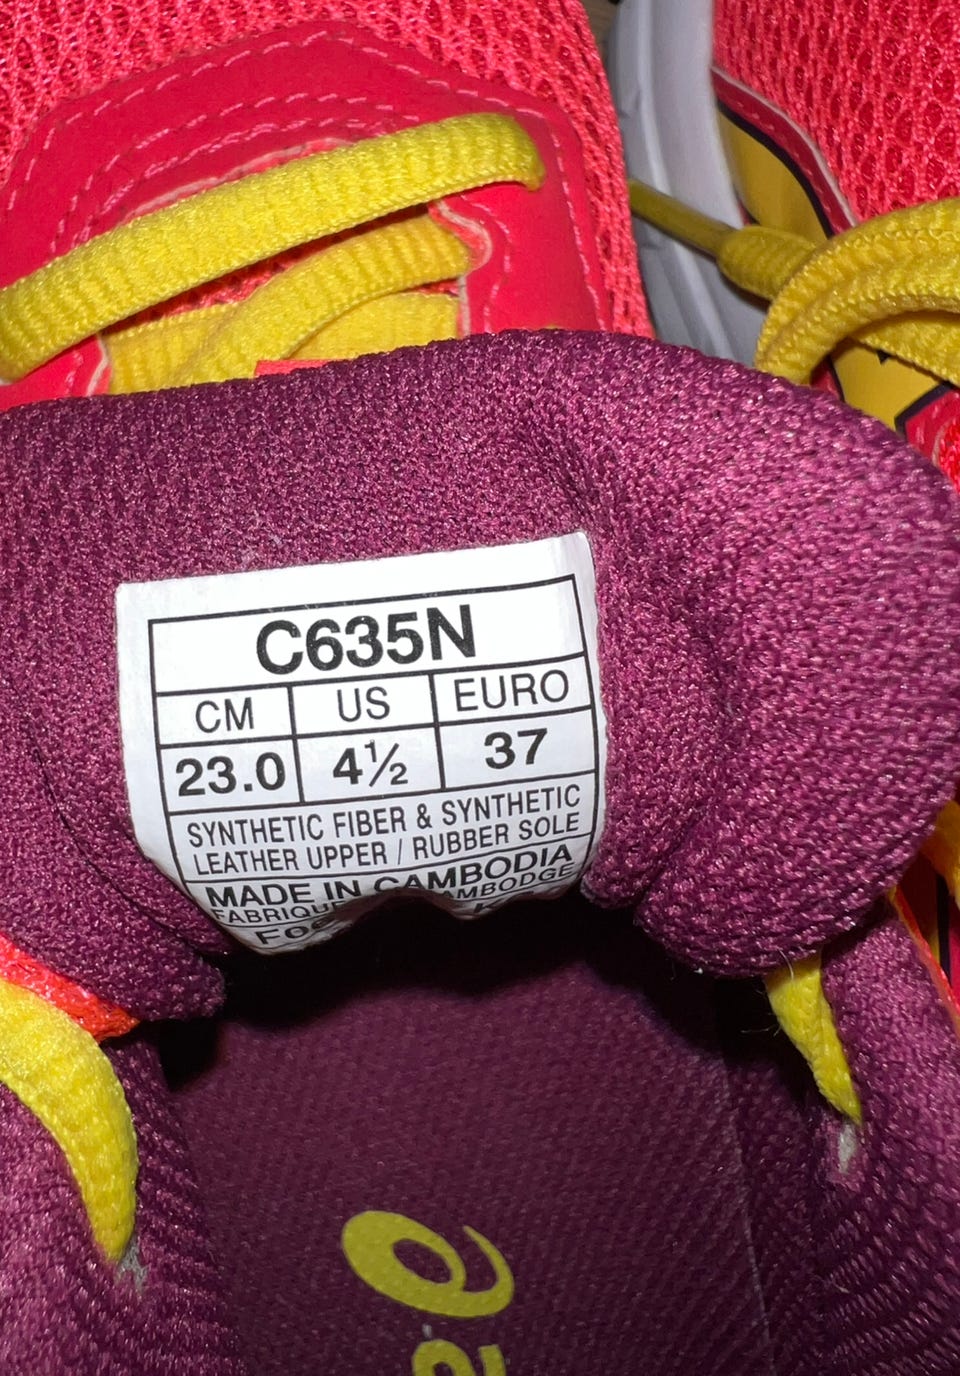 C635N
CM US EURO
23.0 4½ 37
SYNTHETIC FIBER & SYNTHETIC
LEATHER UPPER / RUBBER SOLE
MADE IN CAMBODIA
a